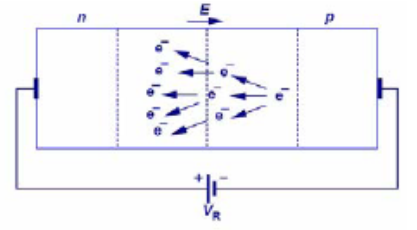 n E p
e⁻
e⁻ e⁻
e⁻ e⁻ e⁻
e⁻ e⁻
e⁻
+ −
V_R